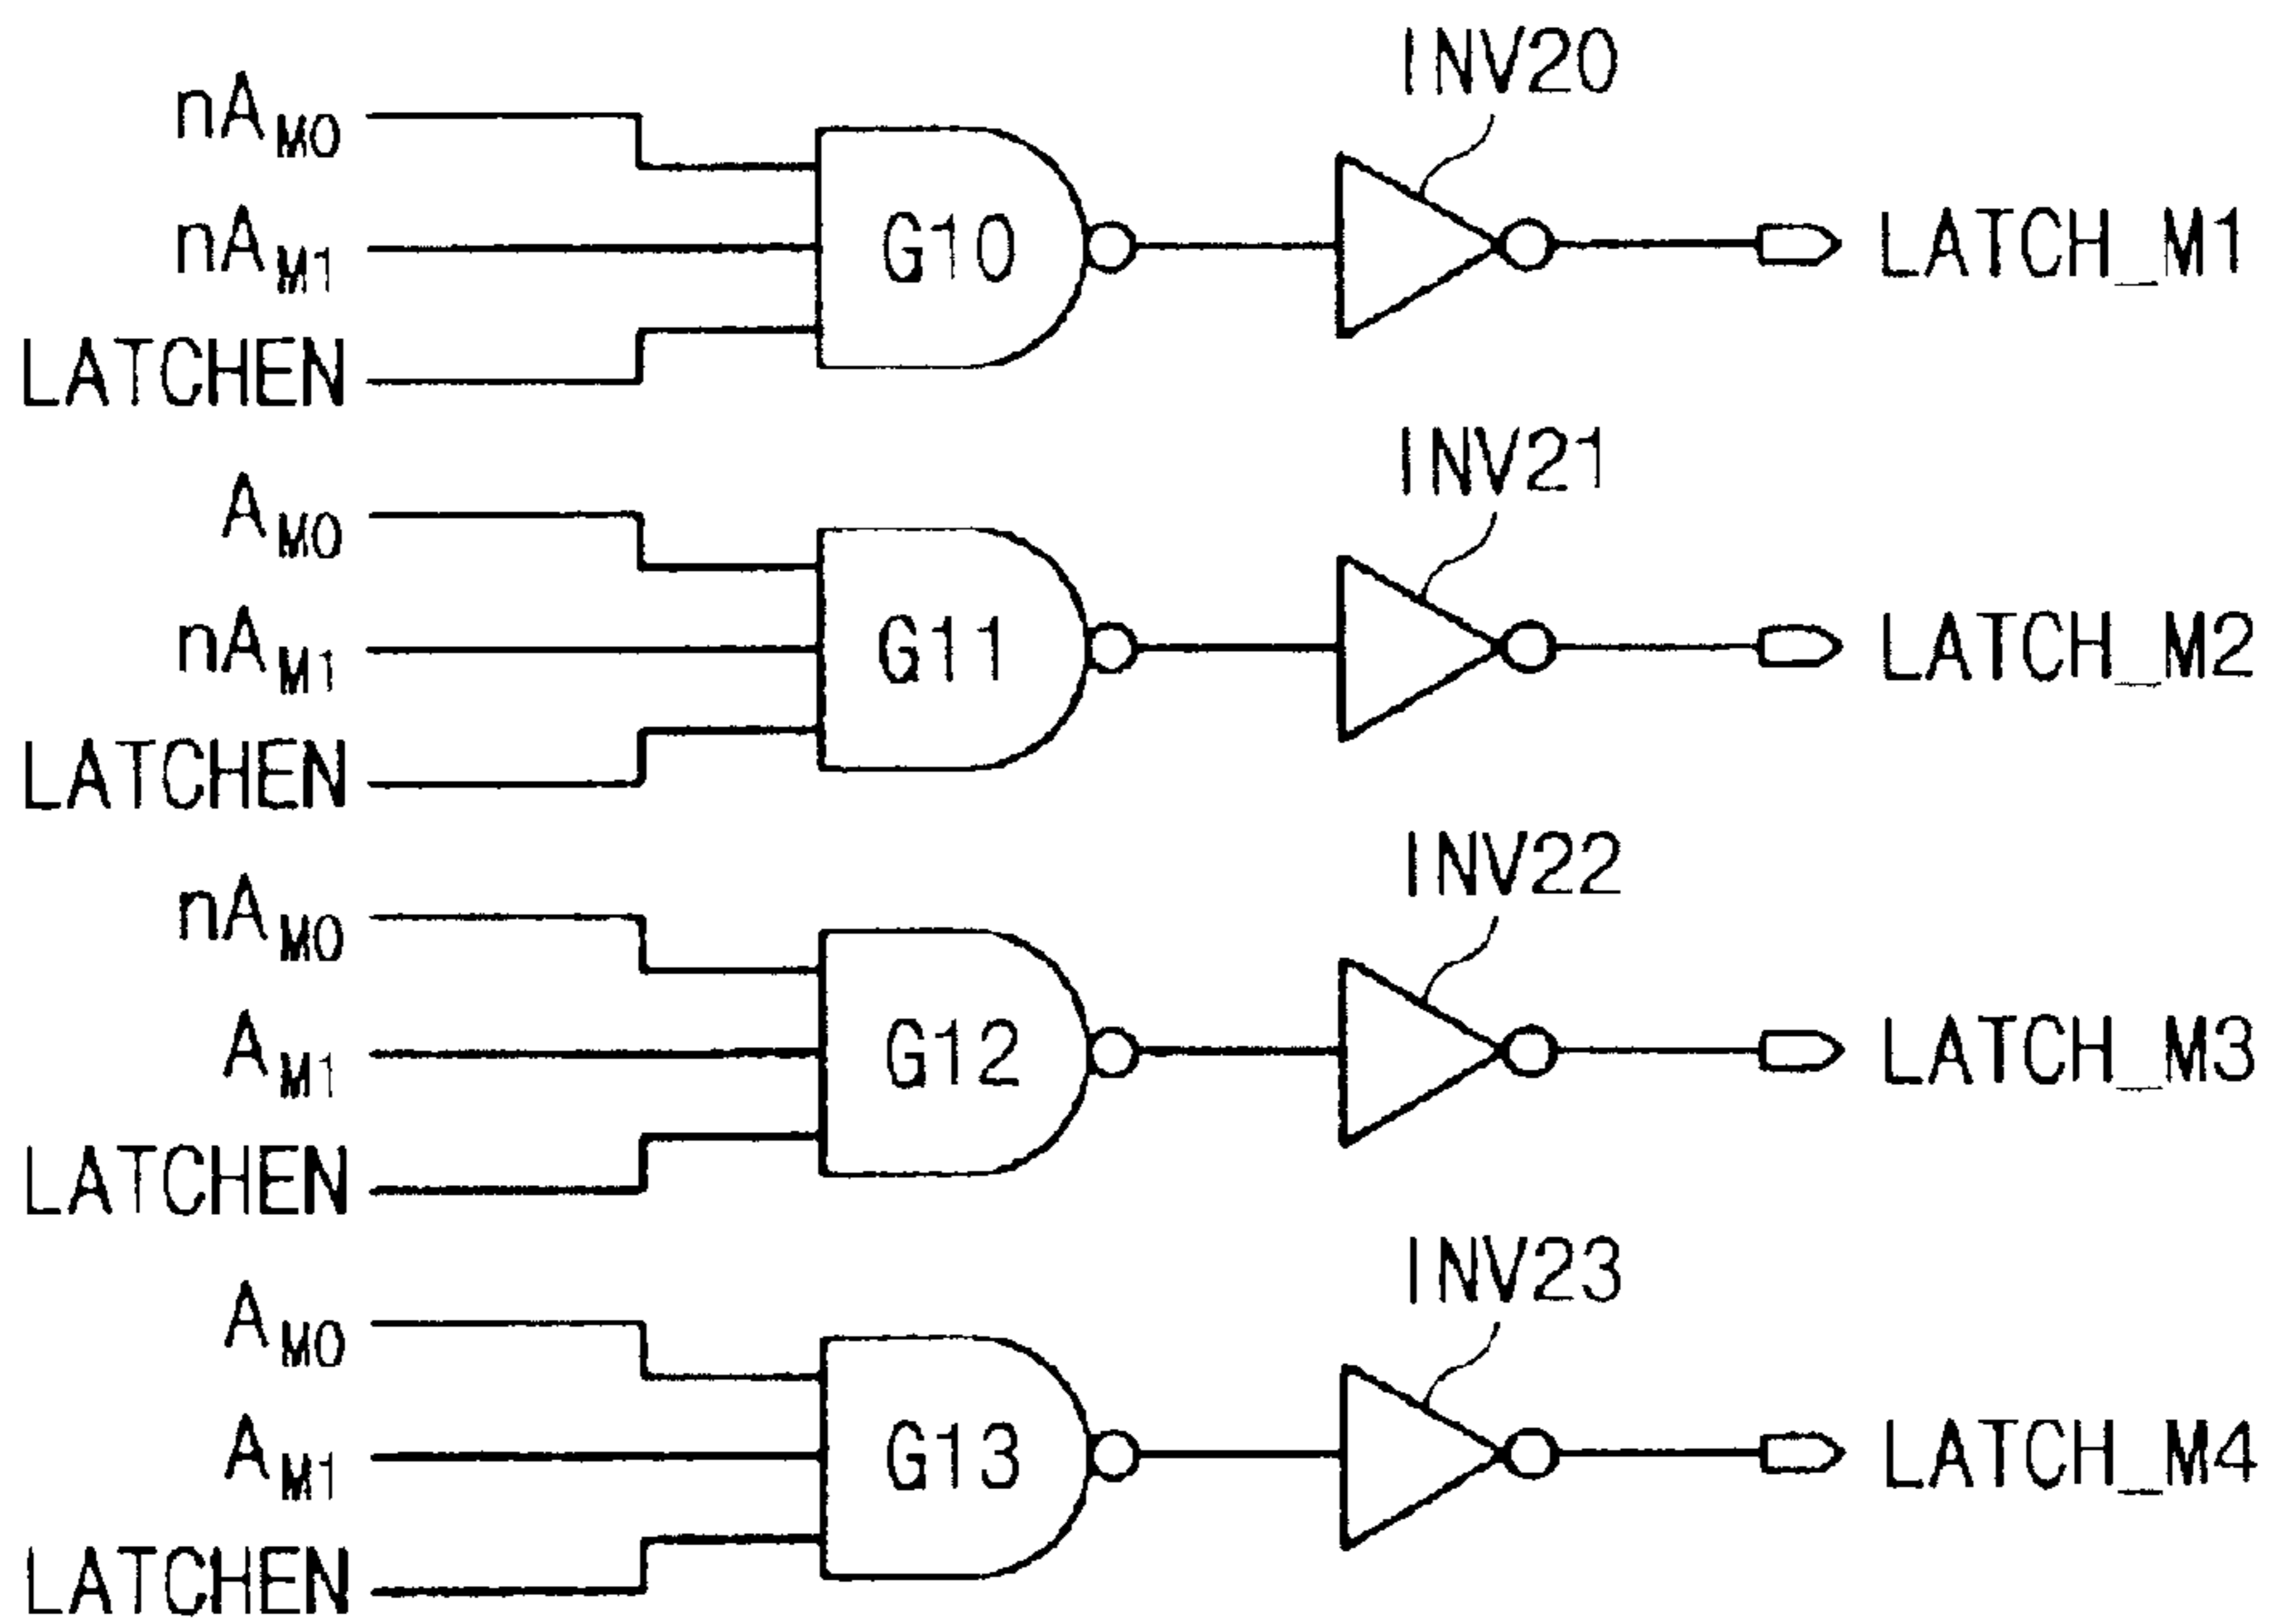 INV20
nAM0
nAM1
G10
LATCH_M1
LATCHEN
INV21
AM0
nAM1
G11
LATCH_M2
LATCHEN
INV22
nAM0
AM1
G12
LATCH_M3
LATCHEN
INV23
AM0
AM1
G13
LATCH_M4
LATCHEN